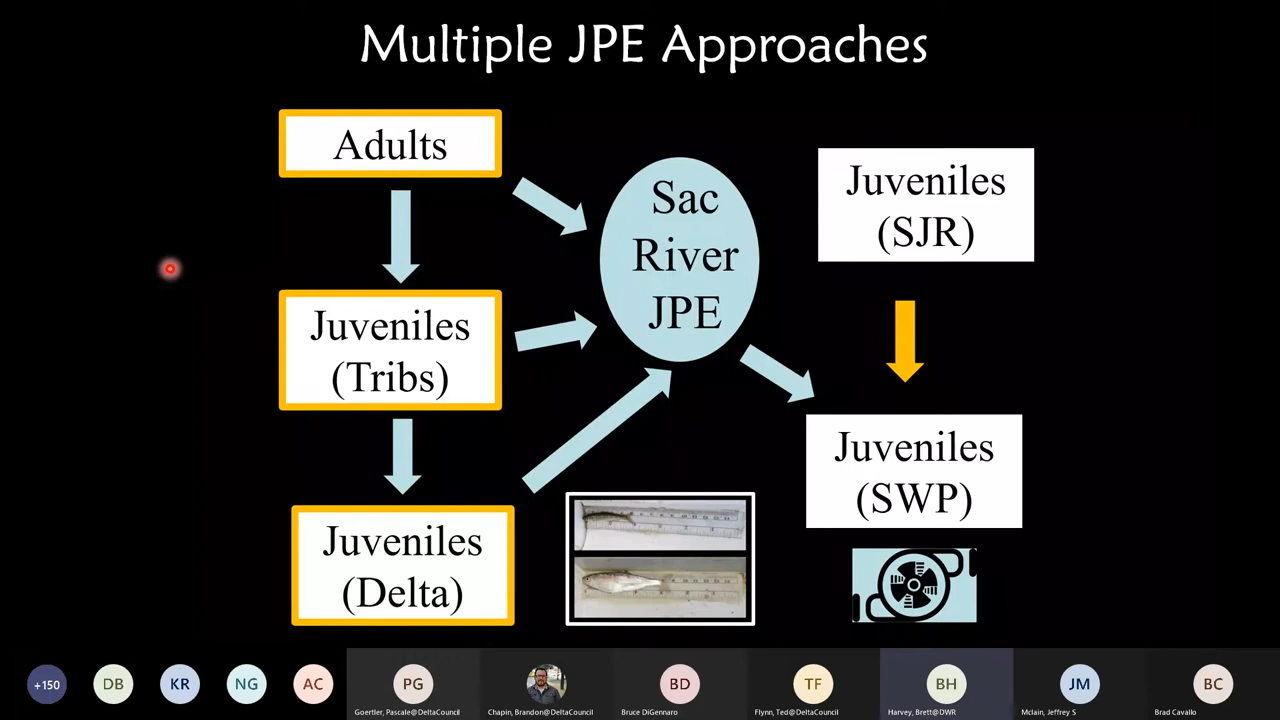 Multiple JPE Approaches
Adults
Sac
River
JPE
Juveniles
(SJR)
Juveniles
(Tribs)
Juveniles
(SWP)
Juveniles
(Delta)
+150
DB
KR
NG
AC
PG
BD
TF
BH
JM
BC
Goertler, Pascale@DeltaCouncil
Chapin, Brandon@DeltaCouncil
Bruce DiGennaro
Flynn, Ted@DeltaCouncil
Harvey, Brett@DWR
Mclain, Jeffrey S
Brad Cavallo